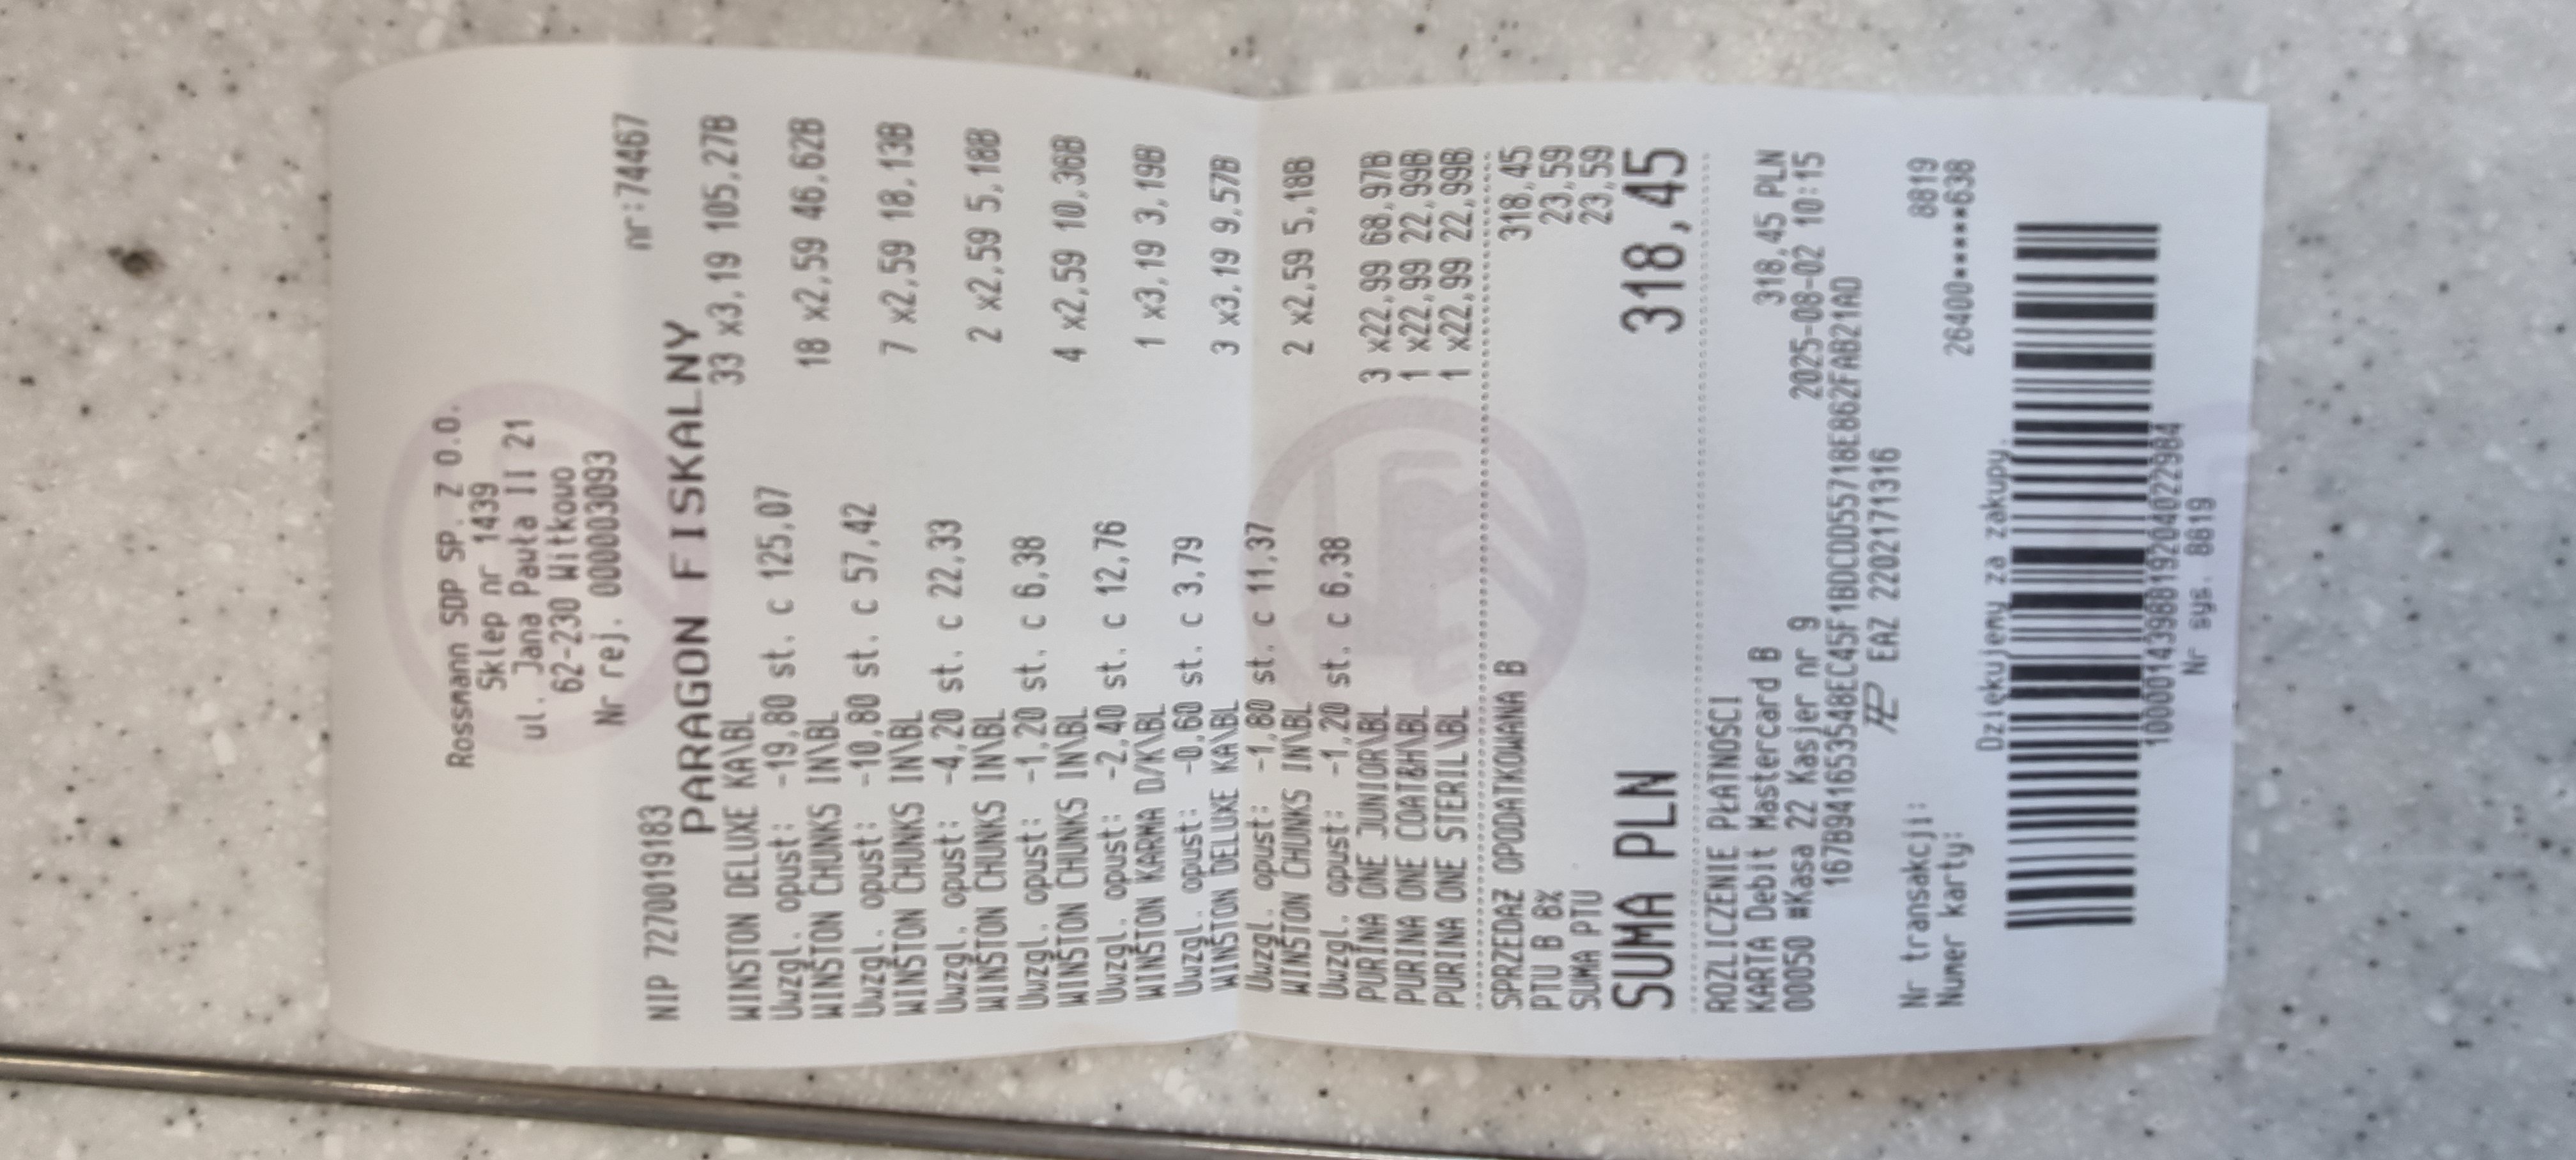 Rossmann SDP SP. Z O.O.
Sklep nr 1439
ul. Jana Pawła II 21
62-230 Witkowo
Nr rej. 000003093
NIP 7270019183 nr:74467
PARAGON FISKALNY
WINSTON DELUXE KA\BL 33 x3,19 105,27B
Uwzgl. opust: -19,80 st. c 125,07
WINSTON CHUNKS IN\BL 18 x2,59 46,62B
Uwzgl. opust: -10,80 st. c 57,42
WINSTON CHUNKS IN\BL 7 x2,59 18,13B
Uwzgl. opust: -4,20 st. c 22,33
WINSTON CHUNKS IN\BL 2 x2,59 5,18B
Uwzgl. opust: -1,20 st. c 6,38
WINSTON CHUNKS IN\BL 4 x2,59 10,36B
Uwzgl. opust: -2,40 st. c 12,76
WINSTON KARMA D/K\BL 1 x3,19 3,19B
Uwzgl. opust: -0,60 st. c 3,79
WINSTON DELUXE KA\BL 3 x3,19 9,57B
Uwzgl. opust: -1,80 st. c 11,37
WINSTON CHUNKS IN\BL 2 x2,59 5,18B
Uwzgl. opust: -1,20 st. c 6,38
PURINA ONE JUNIOR\BL 3 x22,99 68,97B
PURINA ONE COAT&H\BL 1 x22,99 22,99B
PURINA ONE STERIL\BL 1 x22,99 22,99B
SPRZEDAŻ OPODATKOWANA B 318,45
PTU B 8% 23,59
SUMA PTU 23,59
SUMA PLN 318,45
ROZLICZENIE PŁATNOŚCI
KARTA Debit Mastercard B 318,45 PLN
00050 #Kasa 22 Kasjer nr 9 2025-08-02 10:15
EAZ 2202171316
Nr transakcji: 8819
Numer karty: 26400*****638
Dziękujemy za zakupy.
Nr sys. 8819